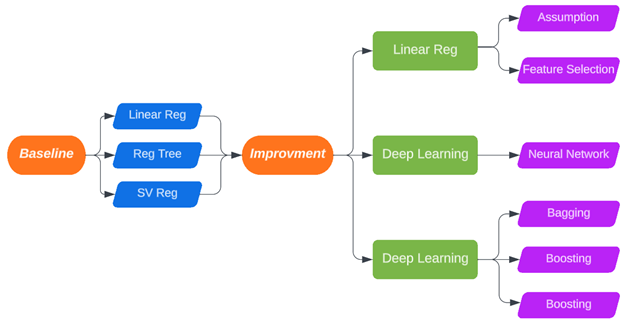 Baseline
Linear Reg
Reg Tree
SV Reg
Improvment
Linear Reg
Assumption
Feature Selection
Deep Learning
Neural Network
Deep Learning
Bagging
Boosting
Boosting